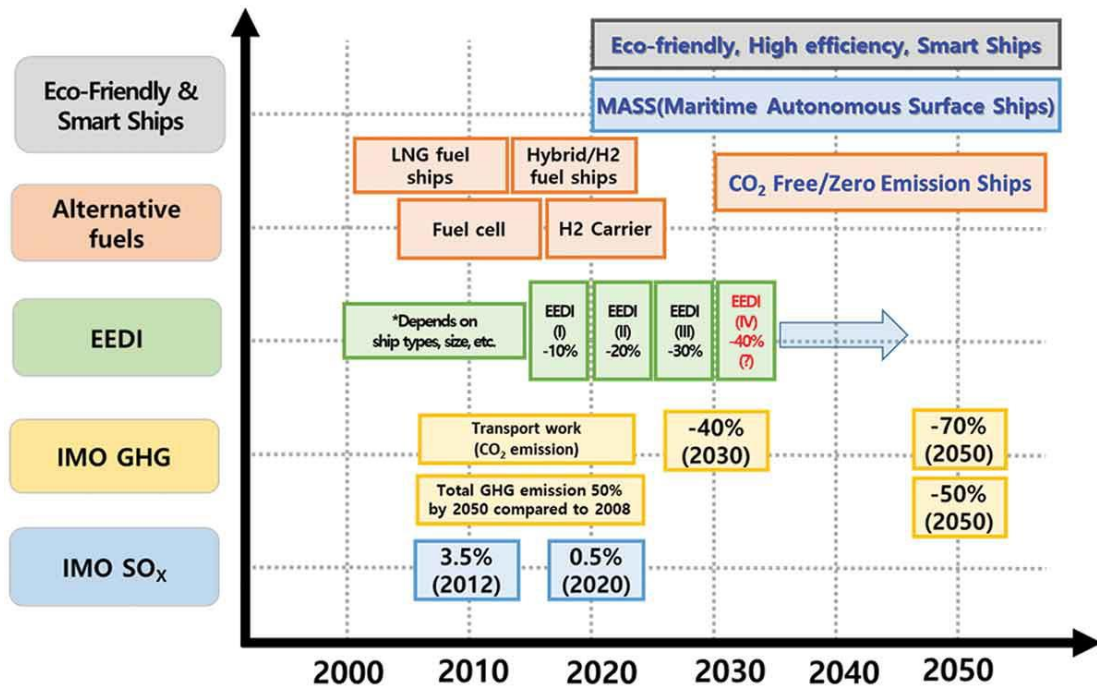 Eco-friendly, High efficiency, Smart Ships
Eco-Friendly &
Smart Ships
MASS(Maritime Autonomous Surface Ships)
LNG fuel
ships
Hybrid/H2
fuel ships
CO₂ Free/Zero Emission Ships
Alternative
fuels
Fuel cell
H2 Carrier
EEDI
*Depends on
ship types, size, etc.
EEDI
(I)
-10%
EEDI
(II)
-20%
EEDI
(III)
-30%
EEDI
(IV)
-40%
(?)
IMO GHG
Transport work
(CO₂ emission)
-40%
(2030)
-70%
(2050)
Total GHG emission 50%
by 2050 compared to 2008
-50%
(2050)
IMO SOₓ
3.5%
(2012)
0.5%
(2020)
2000 2010 2020 2030 2040 2050